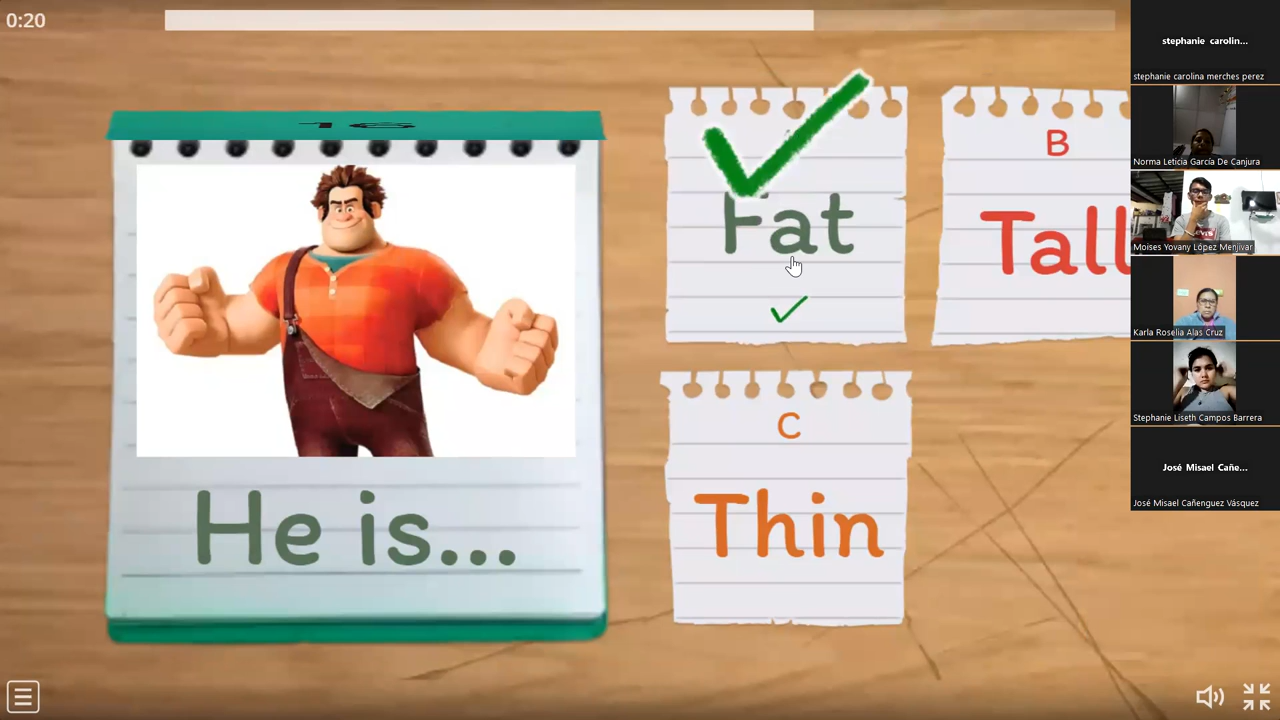 0:20
16
He is...
Fat
B
Tall
C
Thin
stephanie carolin...
stephanie carolina merches perez
Norma Leticia García De Canjura
Moises Yovany López Menjivar
Karla Roselia Alas Cruz
Stephanie Liseth Campos Barrera
José Misael Cañe...
José Misael Cañenguez Vásquez